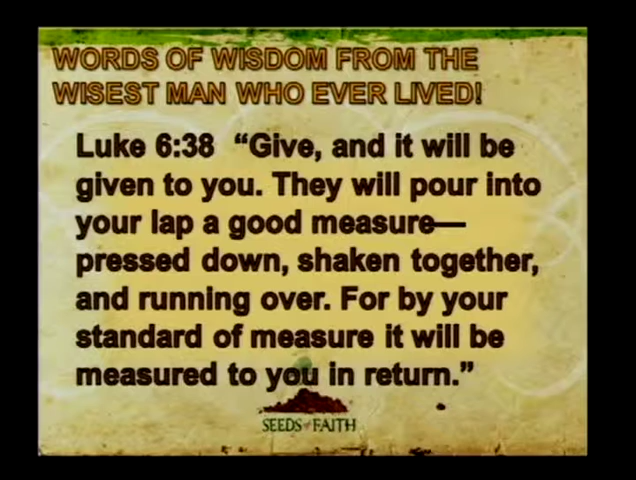 WORDS OF WISDOM FROM THE
WISEST MAN WHO EVER LIVED!
Luke 6:38 “Give, and it will be
given to you. They will pour into
your lap a good measure—
pressed down, shaken together,
and running over. For by your
standard of measure it will be
measured to you in return.”
SEEDS of FAITH